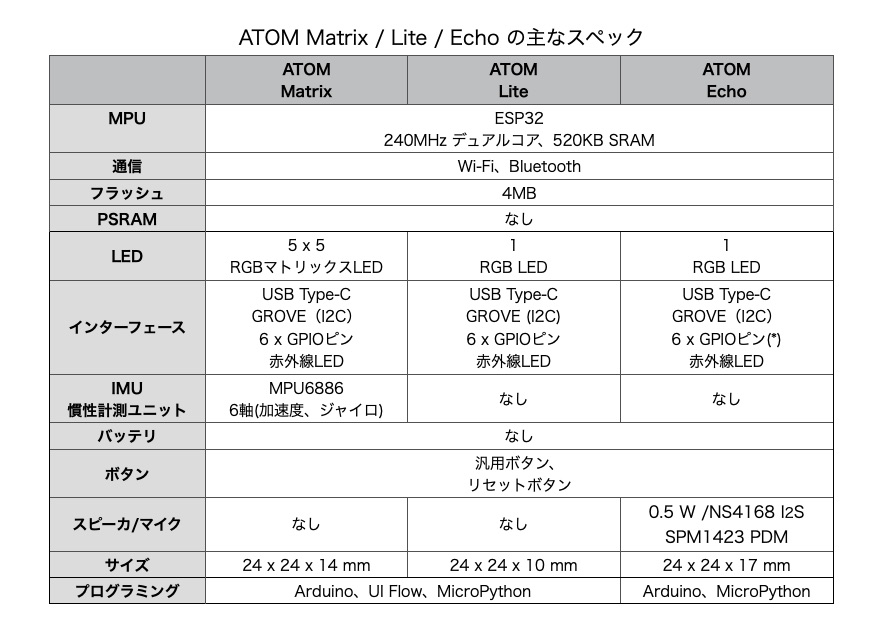 ATOM Matrix / Lite / Echo の主なスペック
ATOM ATOM ATOM
Matrix Lite Echo
MPU ESP32
240MHz デュアルコア、520KB SRAM
通信 Wi-Fi、Bluetooth
フラッシュ 4MB
PSRAM なし
LED
5 x 5 1 1
RGBマトリックスLED RGB LED RGB LED
インターフェース
USB Type-C USB Type-C USB Type-C
GROVE（I2C） GROVE (I2C) GROVE（I2C）
6 x GPIOピン 6 x GPIOピン 6 x GPIOピン(*)
赤外線LED 赤外線LED 赤外線LED
IMU MPU6886
慣性計測ユニット 6軸(加速度、ジャイロ) なし なし
バッテリ なし
ボタン
汎用ボタン、
リセットボタン
スピーカ/マイク なし なし
0.5 W /NS4168 I2S
SPM1423 PDM
サイズ 24 x 24 x 14 mm 24 x 24 x 10 mm 24 x 24 x 17 mm
プログラミング Arduino、UI Flow、MicroPython Arduino、MicroPython